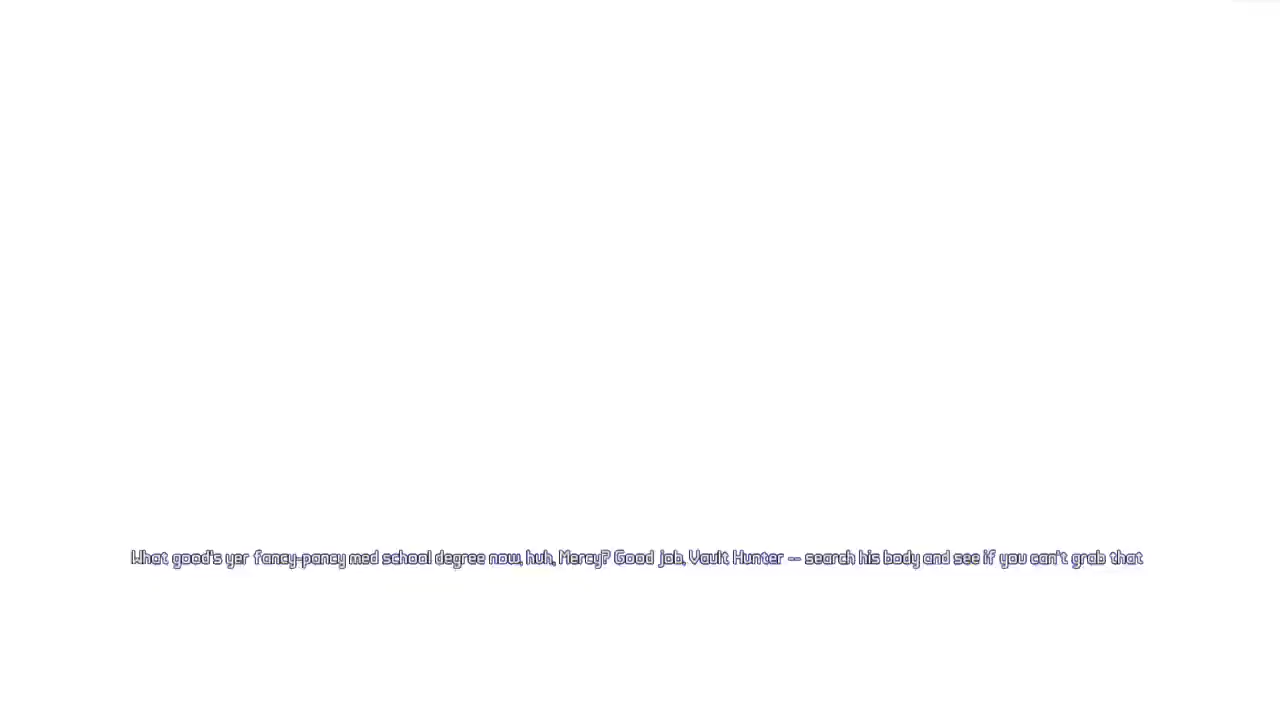 What good's yer fancy-pancy med school degree now, huh, Mercy? Good job, Vault Hunter -- search his body and see if you can't grab that